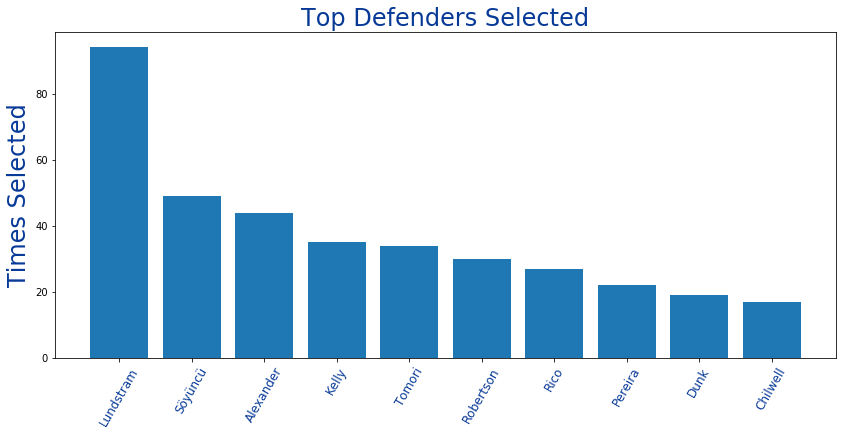 Top Defenders Selected
Times Selected
80
60
40
20
0
Lundstram
Söyüncü
Alexander
Kelly
Tomori
Robertson
Rico
Pereira
Dunk
Chilwell